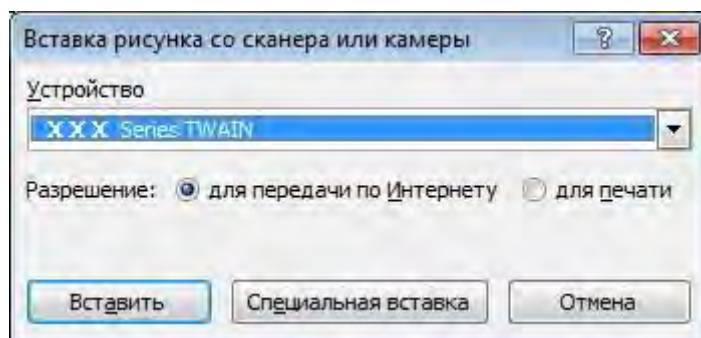 Вставка рисунка со сканера или камеры
Устройство
X X X Series TWAIN
Разрешение: для передачи по Интернету для печати
Вставить Специальная вставка Отмена